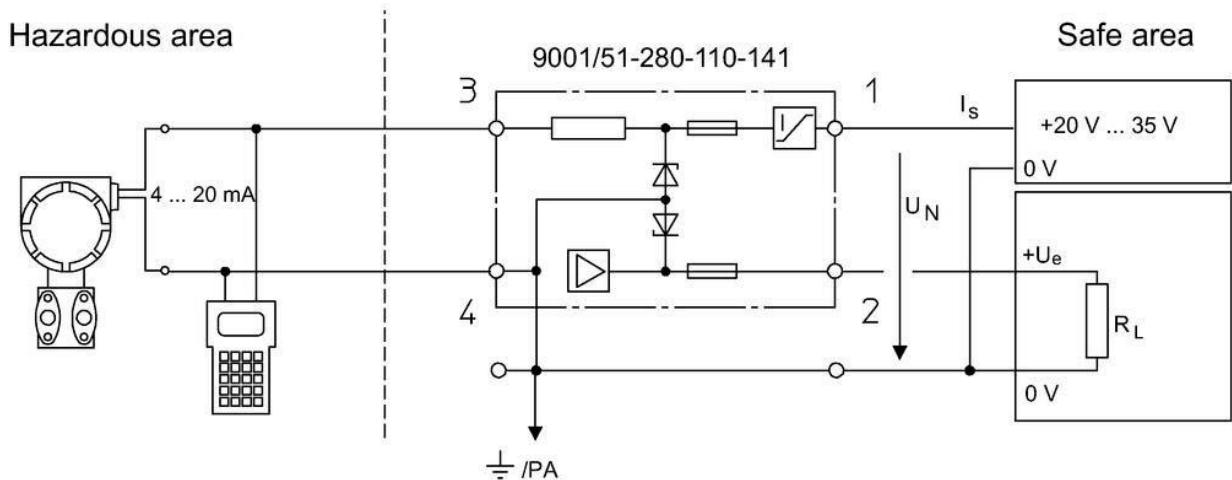 Hazardous area
Safe area
9001/51-280-110-141
3
1
I_s
+20 V ... 35 V
0 V
4 ... 20 mA
U_N
I
+U_e
4
2
R_L
0 V
/PA